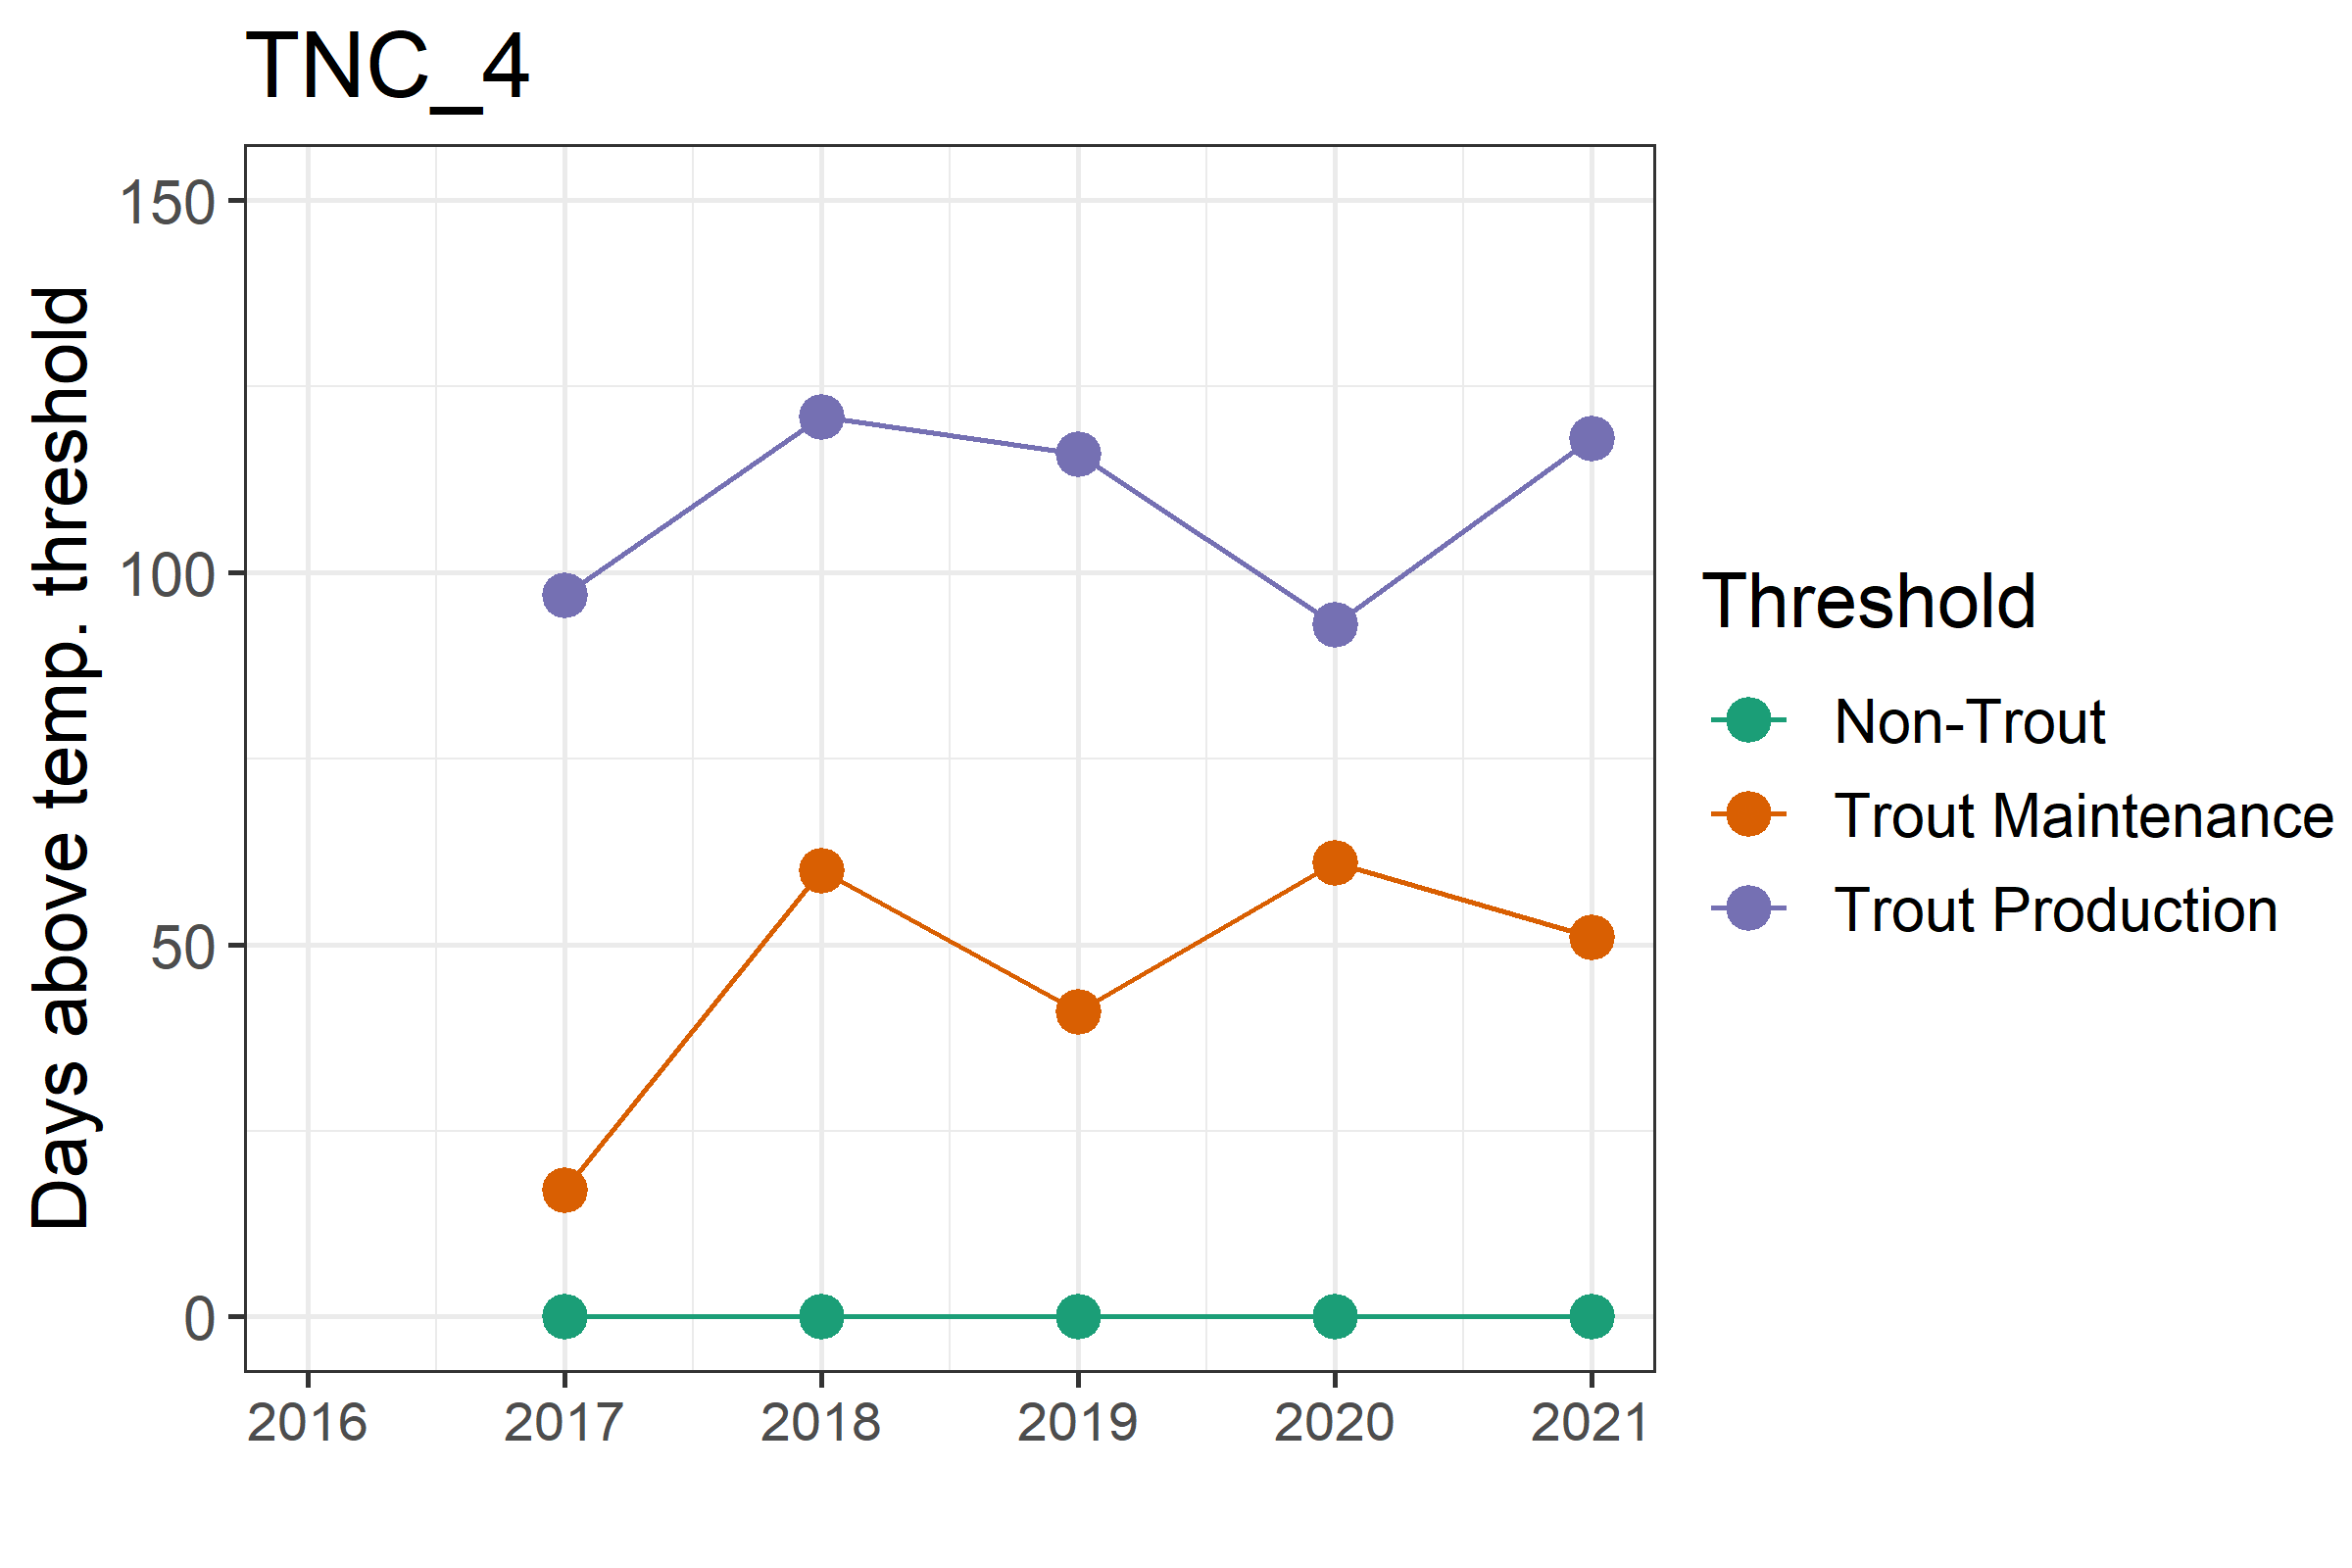 TNC_4
Days above temp. threshold
150
100
50
0
2016 2017 2018 2019 2020 2021
Threshold
Non-Trout
Trout Maintenance
Trout Production